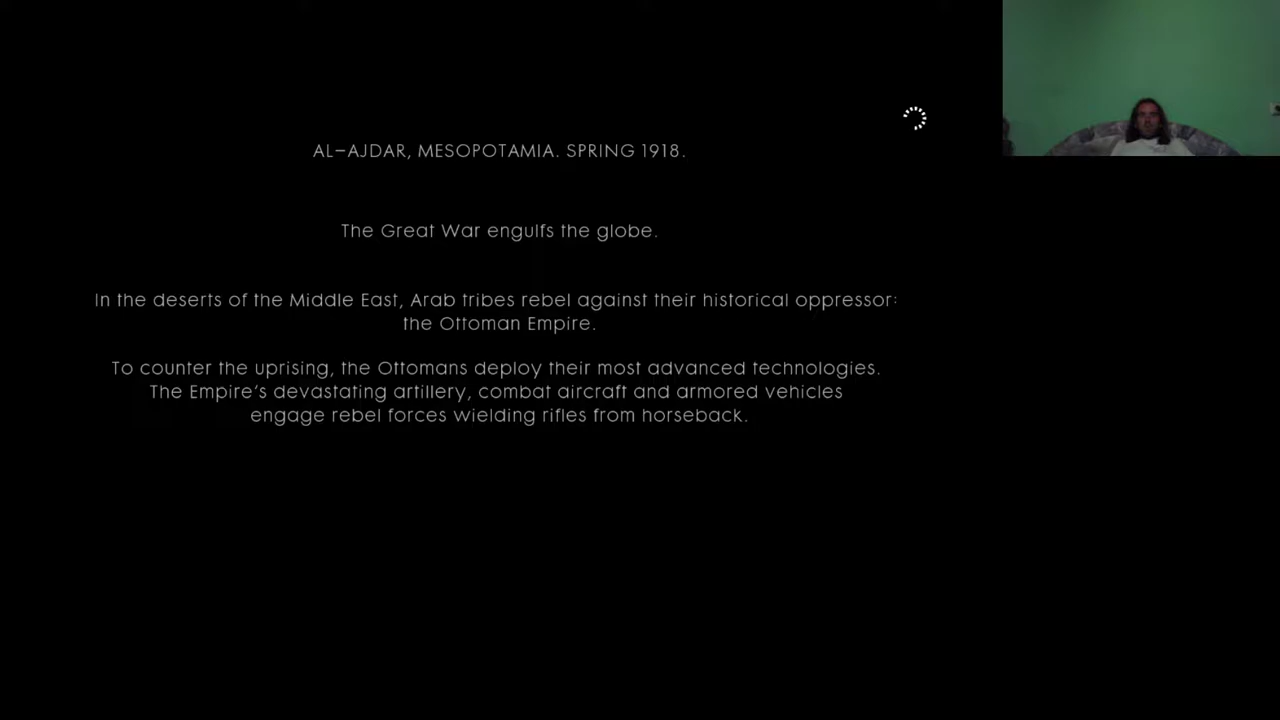 AL-AJDAR, MESOPOTAMIA. SPRING 1918.
The Great War engulfs the globe.
In the deserts of the Middle East, Arab tribes rebel against their historical oppressor:
the Ottoman Empire.
To counter the uprising, the Ottomans deploy their most advanced technologies.
The Empire's devastating artillery, combat aircraft and armored vehicles
engage rebel forces wielding rifles from horseback.